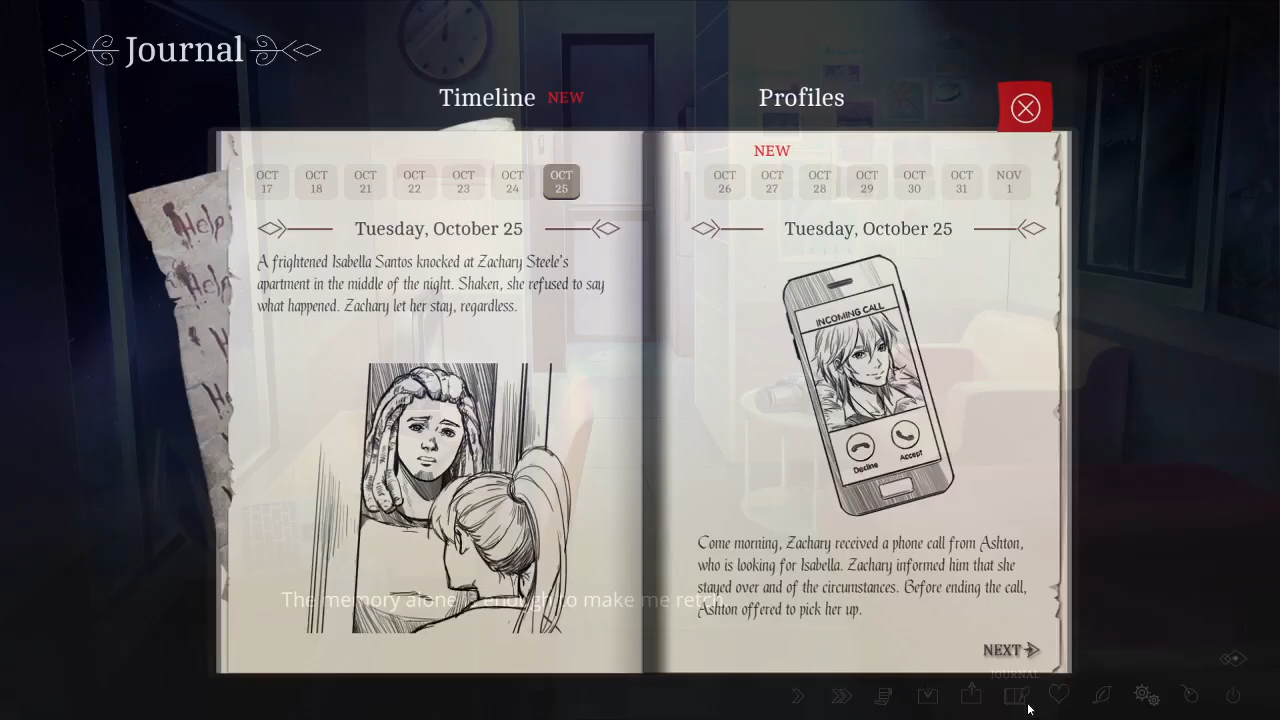 Journal
Timeline NEW
Profiles
NEW
OCT 17
OCT 18
OCT 21
OCT 22
OCT 23
OCT 24
OCT 25
OCT 26
OCT 27
OCT 28
OCT 29
OCT 30
OCT 31
NOV 1
Help
Help
Tuesday, October 25
A frightened Isabella Santos knocked at Zachary Steele's
apartment in the middle of the night. Shaken, she refused to say
what happened. Zachary let her stay, regardless.
Tuesday, October 25
INCOMING CALL
Decline
Accept
Come morning, Zachary received a phone call from Ashton,
who is looking for Isabella. Zachary informed him that she
stayed over and of the circumstances. Before ending the call,
Ashton offered to pick her up.
The memory alone is enough to make me retch.
NEXT
JOURNAL